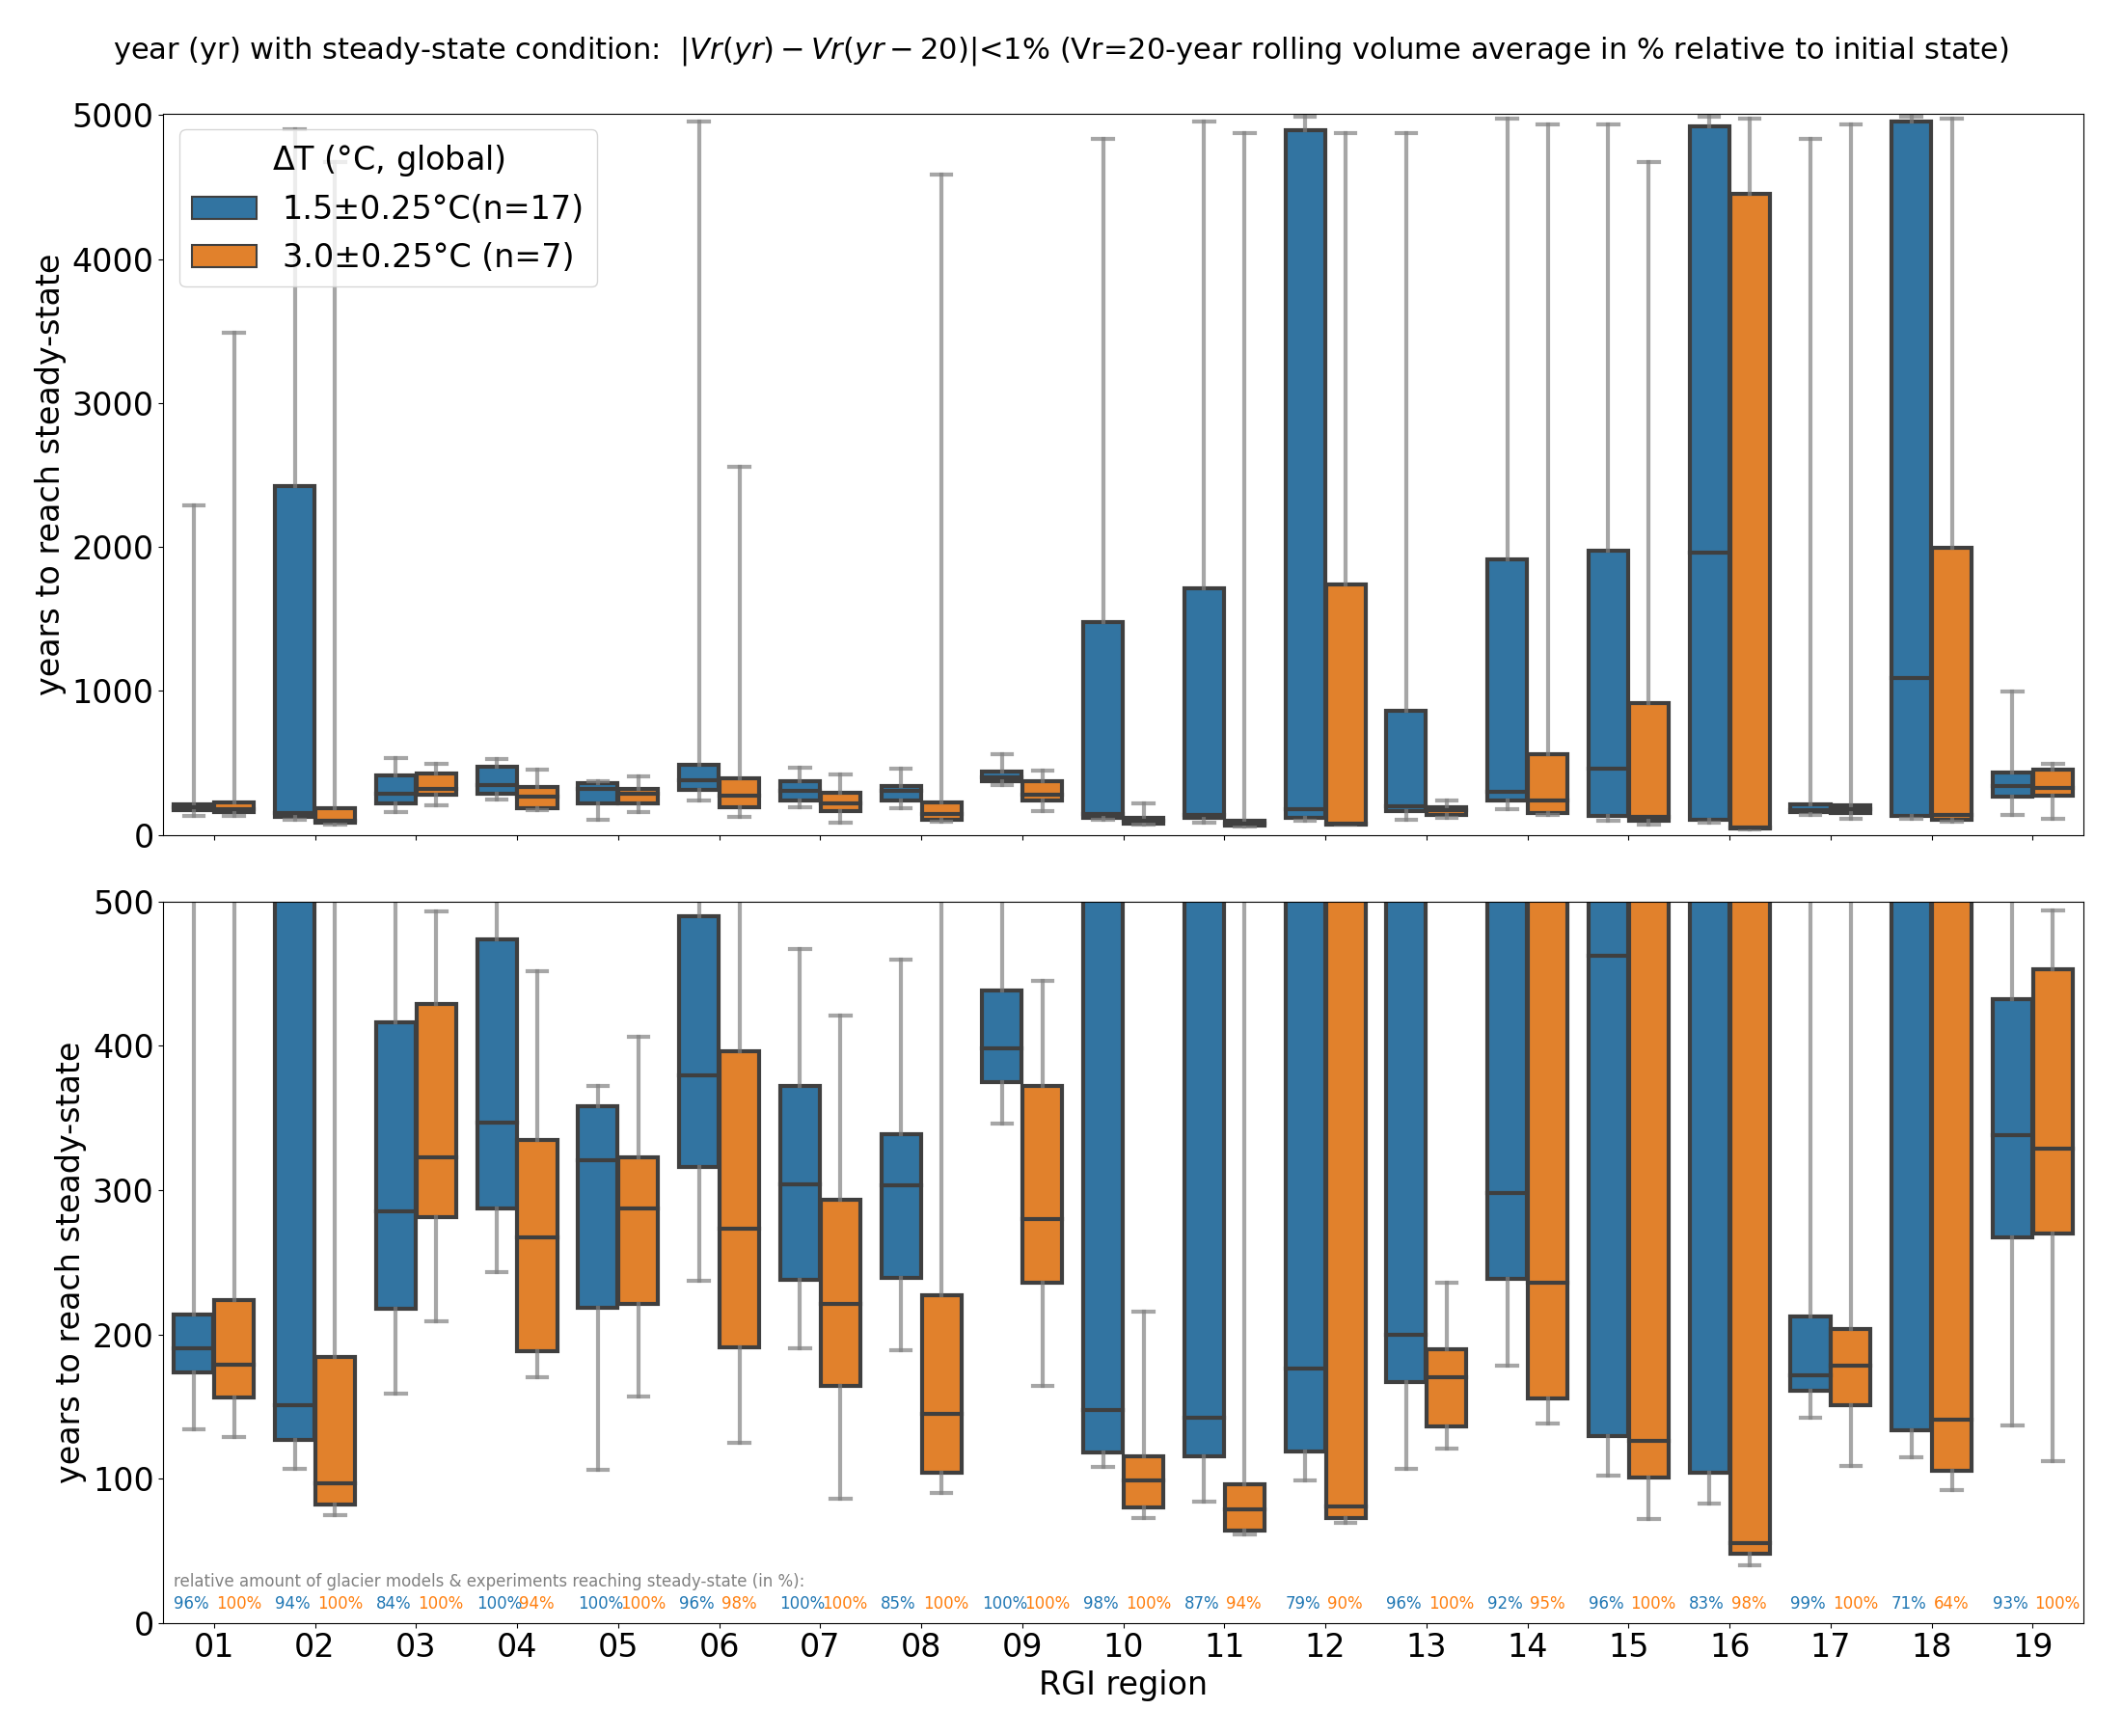 year (yr) with steady-state condition: |Vr(yr) − Vr(yr − 20)|<1% (Vr=20-year rolling volume average in % relative to initial state)
5000
4000
3000
2000
1000
0
years to reach steady-state
ΔT (°C, global)
1.5±0.25°C(n=17)
3.0±0.25°C (n=7)
500
400
300
200
100
0
years to reach steady-state
relative amount of glacier models & experiments reaching steady-state (in %):
96% 100% 94% 100% 84% 100% 100% 94% 100% 100% 96% 98% 100% 100% 85% 100% 100% 100% 98% 100% 87% 94% 79% 90% 96% 100% 92% 95% 96% 100% 83% 98% 99% 100% 71% 64% 93% 100%
01 02 03 04 05 06 07 08 09 10 11 12 13 14 15 16 17 18 19
RGI region